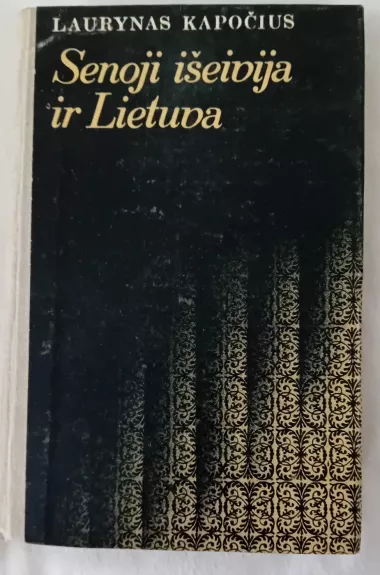 LAURYNAS KAPOČIUS
Senoji išeivija
ir Lietuva